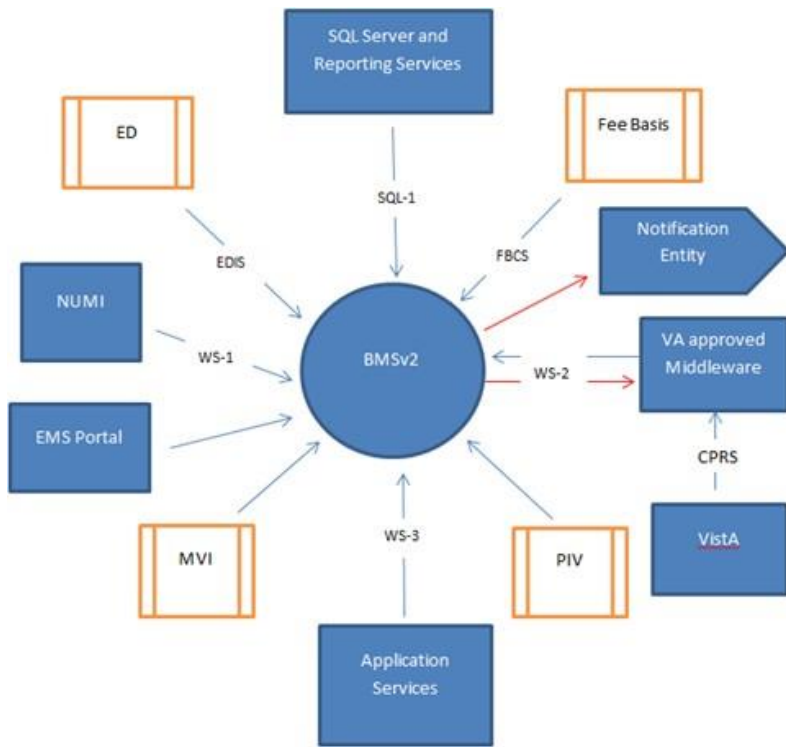 SQL Server and
Reporting Services
ED
Fee Basis
SQL-1
Notification
Entity
EDIS
FBCS
NUMI
BMSv2
VA approved
Middleware
WS-1
WS-2
EMS Portal
CPRS
WS-3
VistA
MVI
PIV
Application
Services